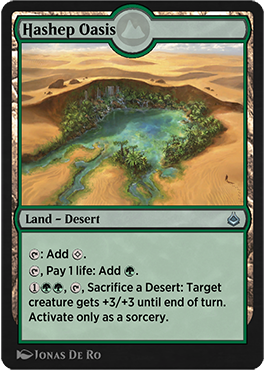 Hashep Oasis
Land – Desert
: Add .
, Pay 1 life: Add .
1, , Sacrifice a Desert: Target
creature gets +3/+3 until end of turn.
Activate only as a sorcery.
Jonas De Ro